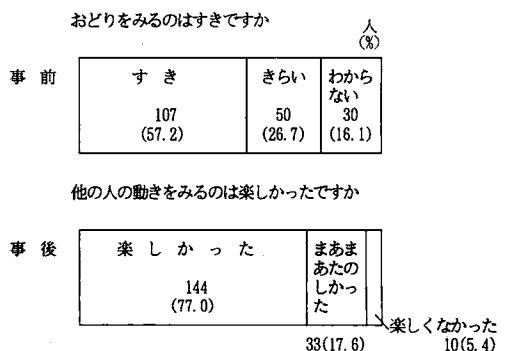 おどりをみるのはすきですか
人
(%)
事 前
す き
107
(57.2)
きらい
50
(26.7)
わから
ない
30
(16.1)
他の人の動きをみるのは楽しかったですか
事 後
楽 し か っ た
144
(77.0)
まあま
あたの
しかっ
た
楽しくなかった
33(17.6)
10(5.4)